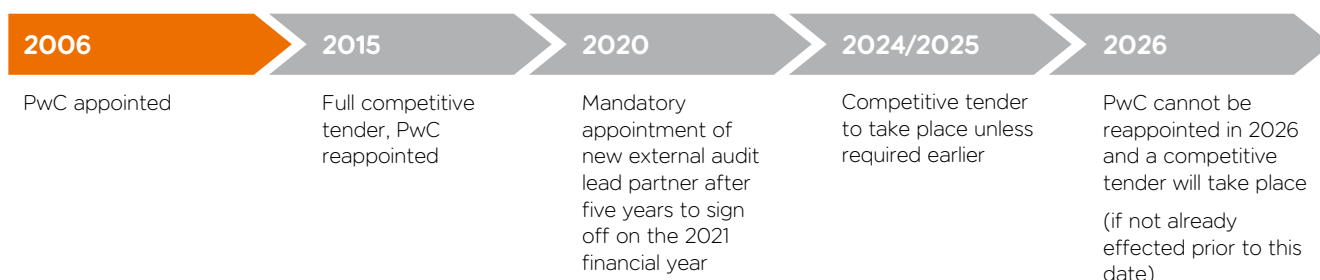 2006
PwC appointed
2015
Full competitive
tender, PwC
reappointed
2020
Mandatory
appointment of
new external audit
lead partner after
five years to sign
off on the 2021
financial year
2024/2025
Competitive tender
to take place unless
required earlier
2026
PwC cannot be
reappointed in 2026
and a competitive
tender will take place
(if not already
effected prior to this
date)